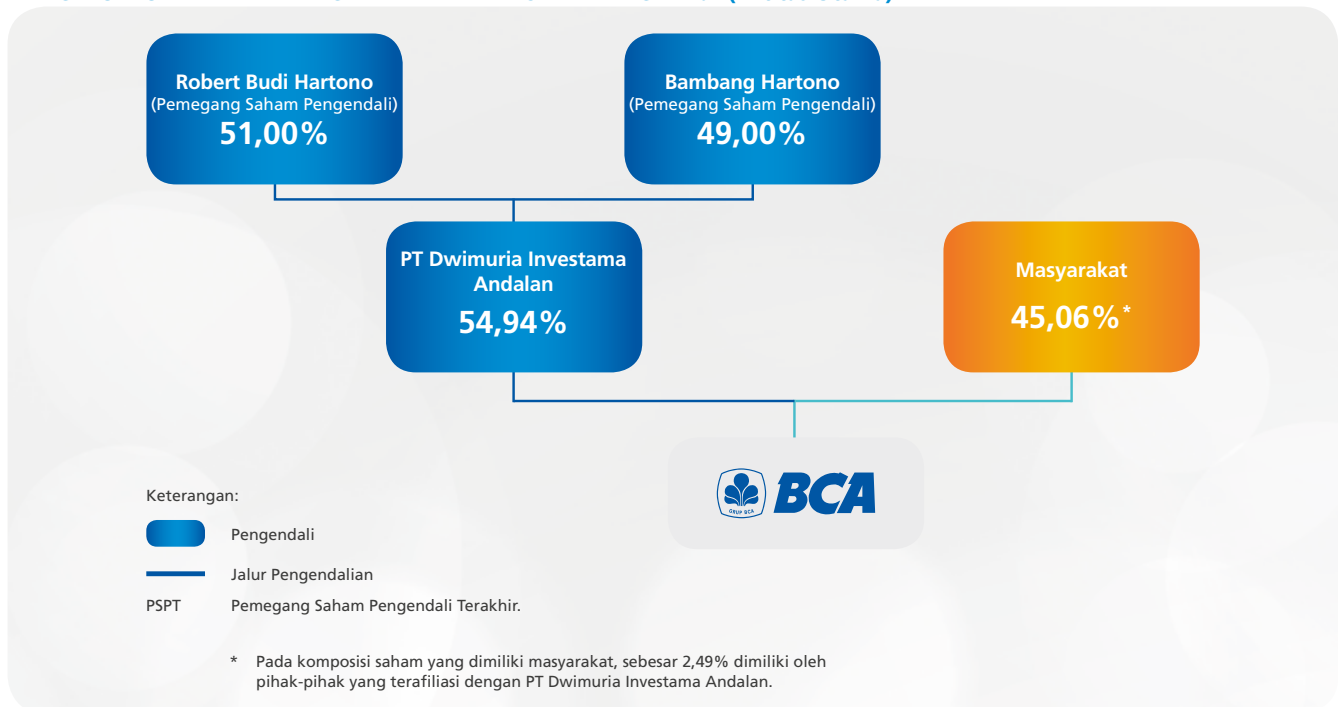 Robert Budi Hartono
(Pemegang Saham Pengendali)
51,00%
Bambang Hartono
(Pemegang Saham Pengendali)
49,00%
PT Dwimuria Investama
Andalan
54,94%
Masyarakat
45,06%*
GRUP BCA
BCA
Keterangan:
Pengendali
Jalur Pengendalian
PSPT Pemegang Saham Pengendali Terakhir.
* Pada komposisi saham yang dimiliki masyarakat, sebesar 2,49% dimiliki oleh
pihak-pihak yang terafiliasi dengan PT Dwimuria Investama Andalan.